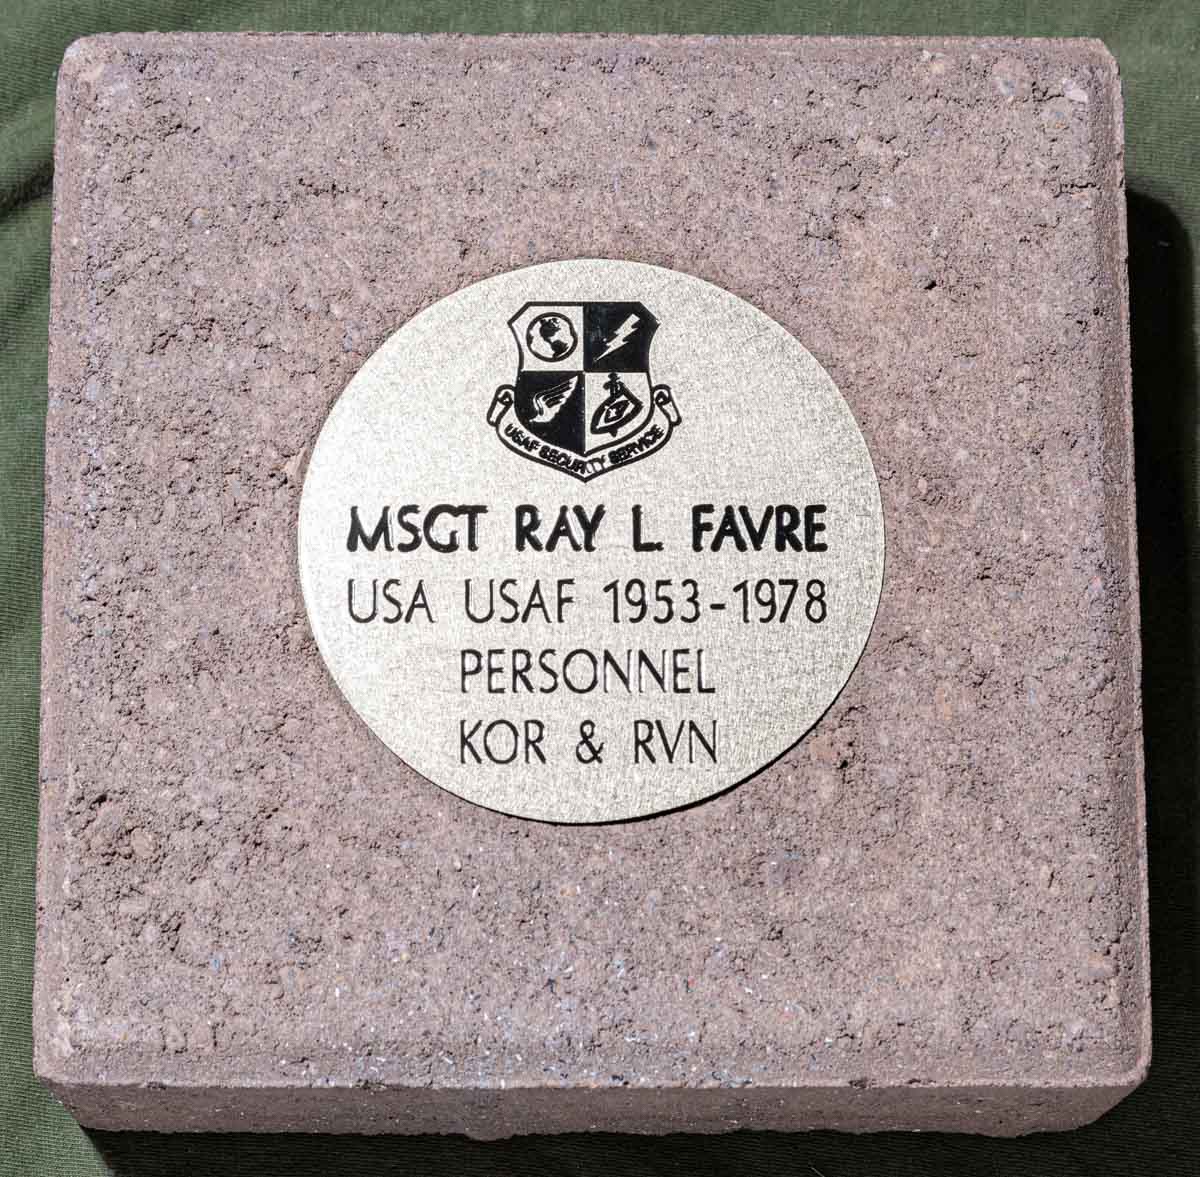 USAF SECURITY SERVICE
MSGT RAY L. FAVRE
USA USAF 1953-1978
PERSONNEL
KOR & RVN